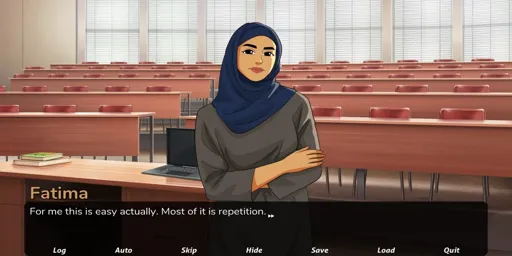 Fatima
For me this is easy actually. Most of it is repetition.
Log Auto Skip Hide Save Load Quit